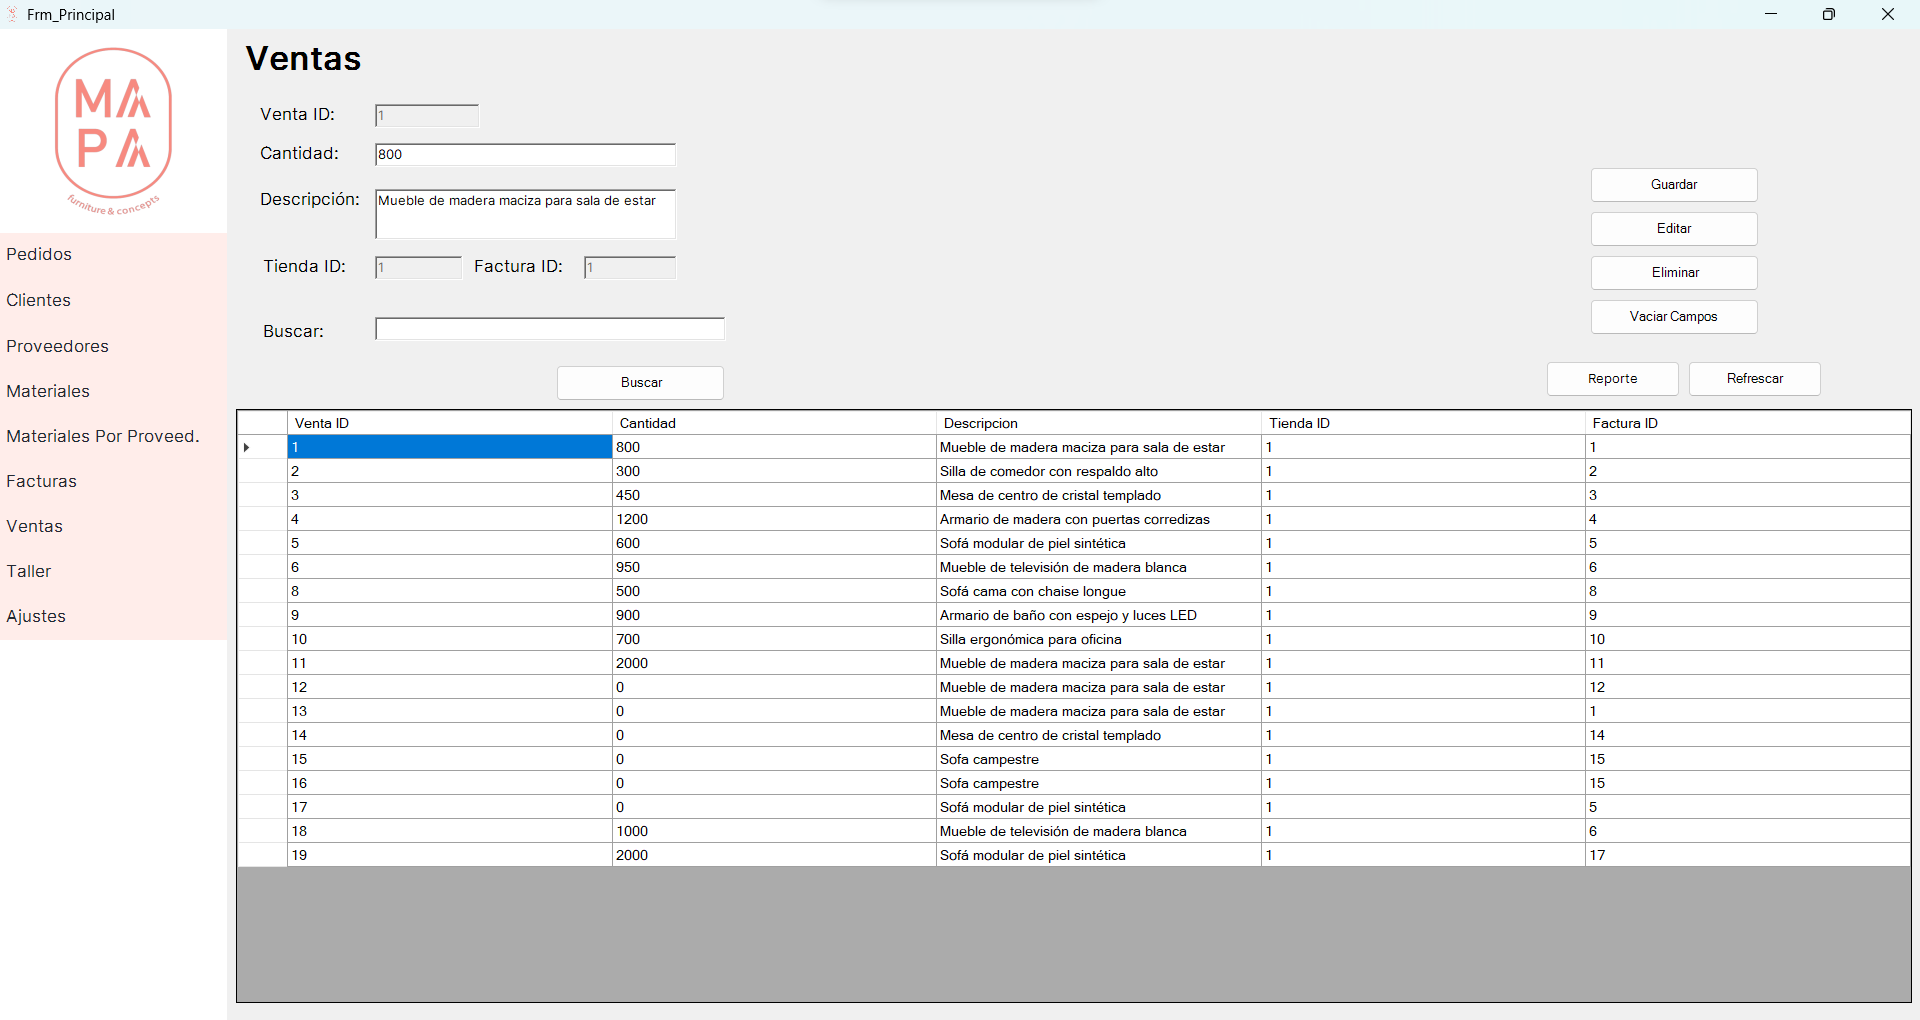 Frm_Principal
MAPA
furniture & concepts
Pedidos
Clientes
Proveedores
Materiales
Materiales Por Proveed.
Facturas
Ventas
Taller
Ajustes
Ventas
Venta ID: 1
Cantidad: 800
Descripción: Mueble de madera maciza para sala de estar
Tienda ID: 1 Factura ID: 1
Buscar:
Buscar
Guardar
Editar
Eliminar
Vaciar Campos
Reporte Refrescar
Venta ID Cantidad Descripcion Tienda ID Factura ID
1 800 Mueble de madera maciza para sala de estar 1 1
2 300 Silla de comedor con respaldo alto 1 2
3 450 Mesa de centro de cristal templado 1 3
4 1200 Armario de madera con puertas corredizas 1 4
5 600 Sofá modular de piel sintética 1 5
6 950 Mueble de televisión de madera blanca 1 6
8 500 Sofá cama con chaise longue 1 8
9 900 Armario de baño con espejo y luces LED 1 9
10 700 Silla ergonómica para oficina 1 10
11 2000 Mueble de madera maciza para sala de estar 1 11
12 0 Mueble de madera maciza para sala de estar 1 12
13 0 Mueble de madera maciza para sala de estar 1 1
14 0 Mesa de centro de cristal templado 1 14
15 0 Sofa campestre 1 15
16 0 Sofa campestre 1 15
17 0 Sofá modular de piel sintética 1 5
18 1000 Mueble de televisión de madera blanca 1 6
19 2000 Sofá modular de piel sintética 1 17